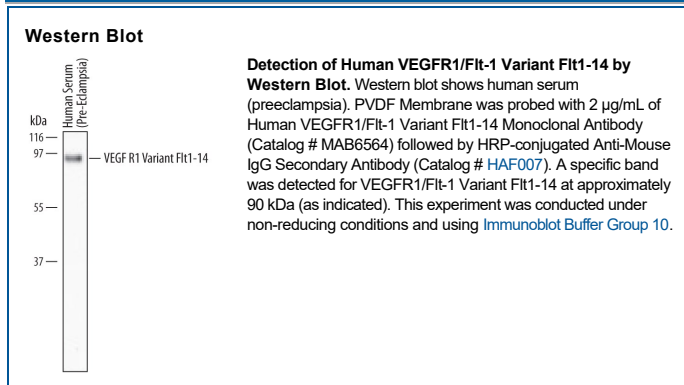 Western Blot
Human Serum
(Pre-Eclampsia)
kDa
116
97
VEGF R1 Variant Flt1-14
55
37
Detection of Human VEGFR1/Flt-1 Variant Flt1-14 by
Western Blot. Western blot shows human serum
(preeclampsia). PVDF Membrane was probed with 2 µg/mL of
Human VEGFR1/Flt-1 Variant Flt1-14 Monoclonal Antibody
(Catalog # MAB6564) followed by HRP-conjugated Anti-Mouse
IgG Secondary Antibody (Catalog # HAF007). A specific band
was detected for VEGFR1/Flt-1 Variant Flt1-14 at approximately
90 kDa (as indicated). This experiment was conducted under
non-reducing conditions and using Immunoblot Buffer Group 10.